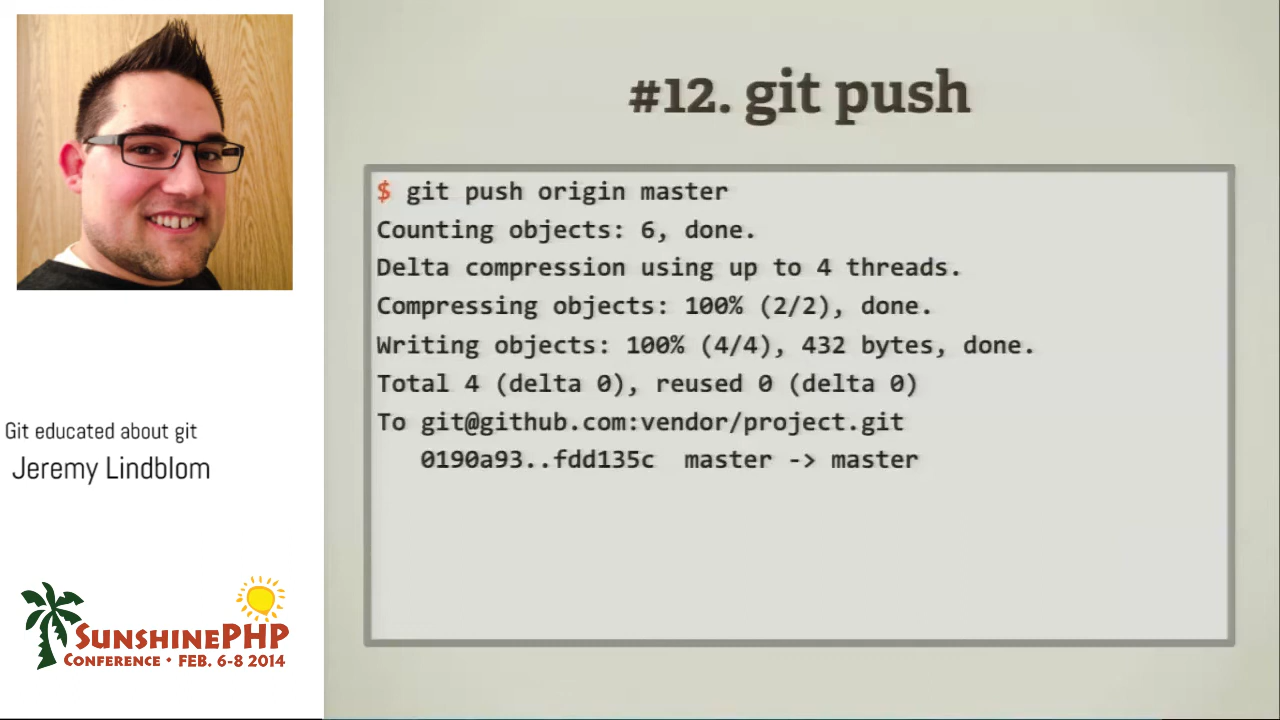 #12. git push
$ git push origin master
Counting objects: 6, done.
Delta compression using up to 4 threads.
Compressing objects: 100% (2/2), done.
Writing objects: 100% (4/4), 432 bytes, done.
Total 4 (delta 0), reused 0 (delta 0)
To git@github.com:vendor/project.git
   0190a93..fdd135c  master -> master
Git educated about git
Jeremy Lindblom
SUNSHINEPHP
CONFERENCE • FEB. 6-8 2014